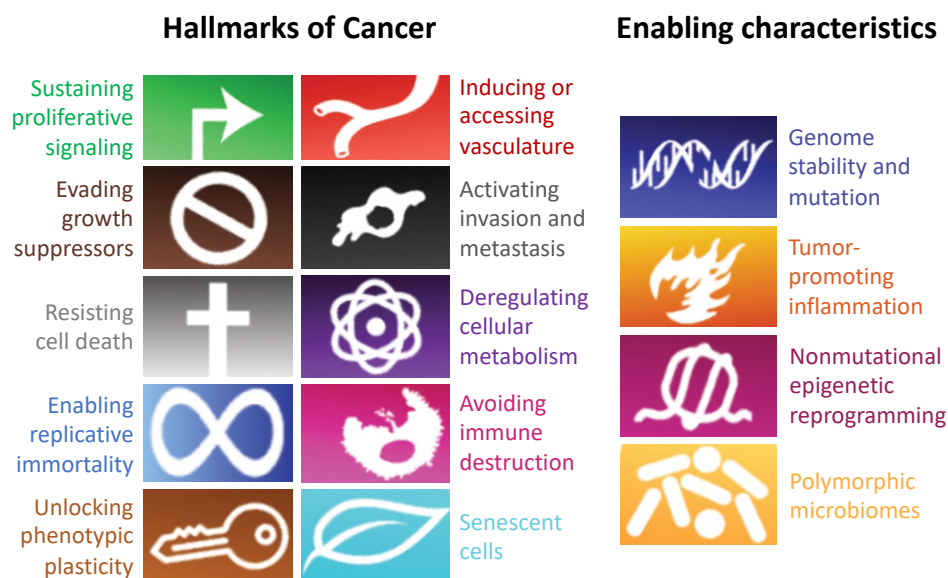 Hallmarks of Cancer
Enabling characteristics
Sustaining
proliferative
signaling
Inducing or
accessing
vasculature
Evading
growth
suppressors
Activating
invasion and
metastasis
Resisting
cell death
Deregulating
cellular
metabolism
Enabling
replicative
immortality
Avoiding
immune
destruction
Unlocking
phenotypic
plasticity
Senescent
cells
Genome
stability and
mutation
Tumor-
promoting
inflammation
Nonmutational
epigenetic
reprogramming
Polymorphic
microbiomes